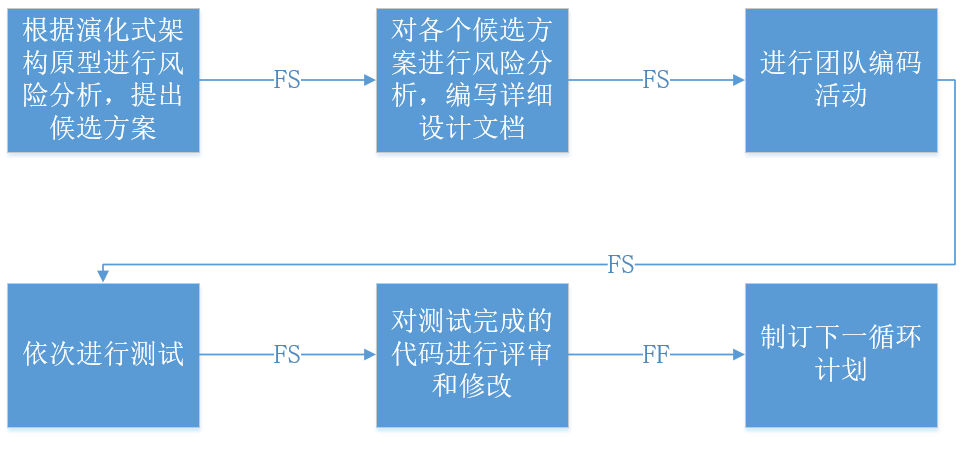 根据演化式架
构原型进行风
险分析，提出
候选方案
FS
对各个候选方
案进行风险分
析，编写详细
设计文档
FS
进行团队编码
活动
FS
依次进行测试
FS
对测试完成的
代码进行评审
和修改
FF
制订下一循环
计划